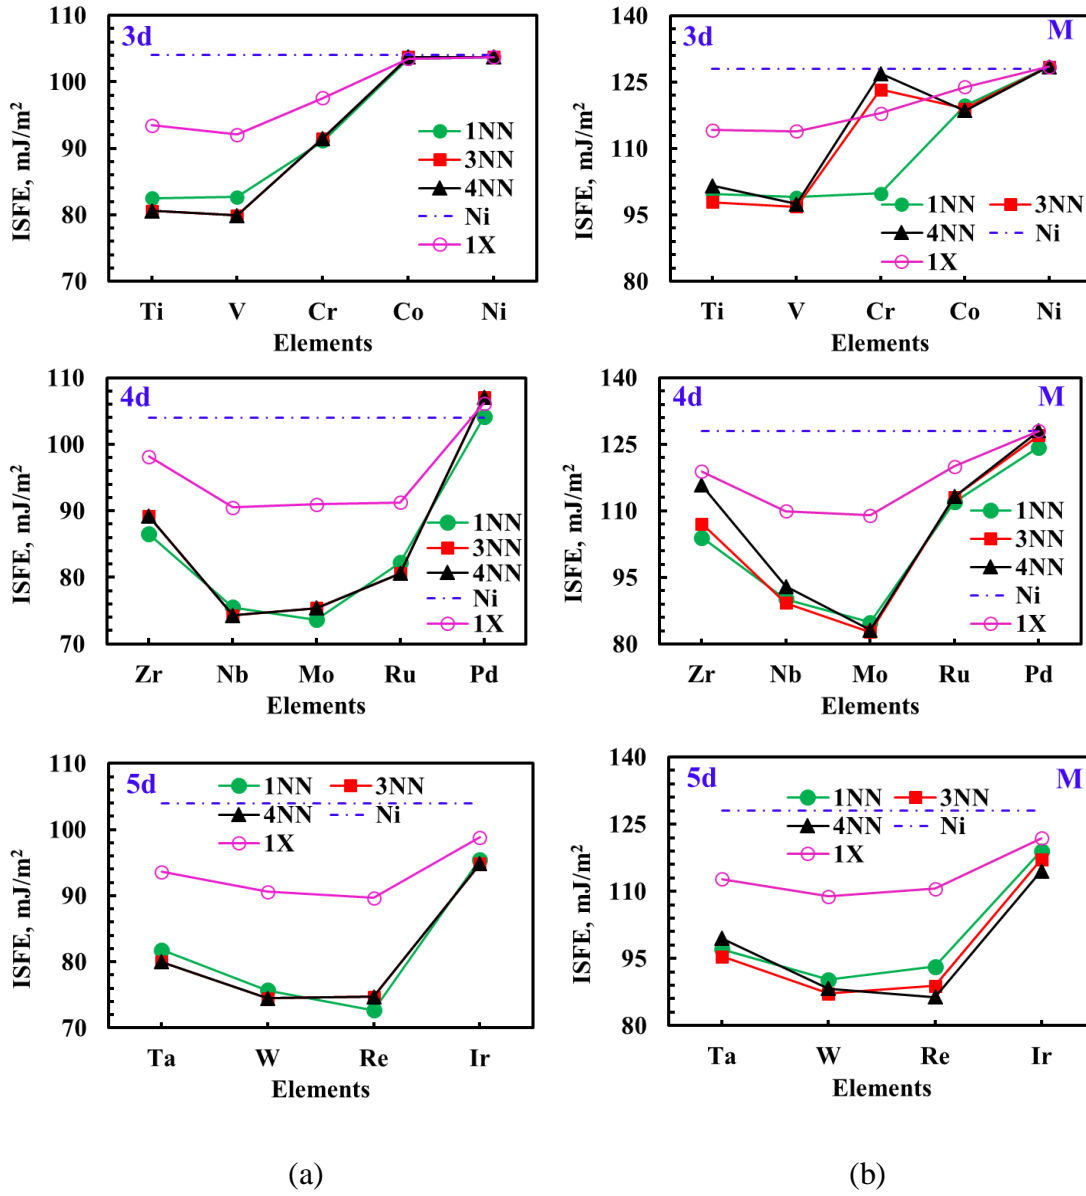 3d
ISFE, mJ/m²
110
100
90
80
70
1NN
3NN
4NN
Ni
1X
Ti V Cr Co Ni
Elements
3d M
ISFE, mJ/m²
140
125
110
95
80
1NN 3NN
4NN Ni
1X
Ti V Cr Co Ni
Elements
4d
ISFE, mJ/m²
110
100
90
80
70
1NN
3NN
4NN
Ni
1X
Zr Nb Mo Ru Pd
Elements
4d M
ISFE, mJ/m²
140
125
110
95
80
1NN
3NN
4NN
Ni
1X
Zr Nb Mo Ru Pd
Elements
5d
ISFE, mJ/m²
110
100
90
80
70
1NN 3NN
4NN Ni
1X
Ta W Re Ir
Elements
5d M
ISFE, mJ/m²
140
125
110
95
80
1NN 3NN
4NN Ni
1X
Ta W Re Ir
Elements
(a) (b)